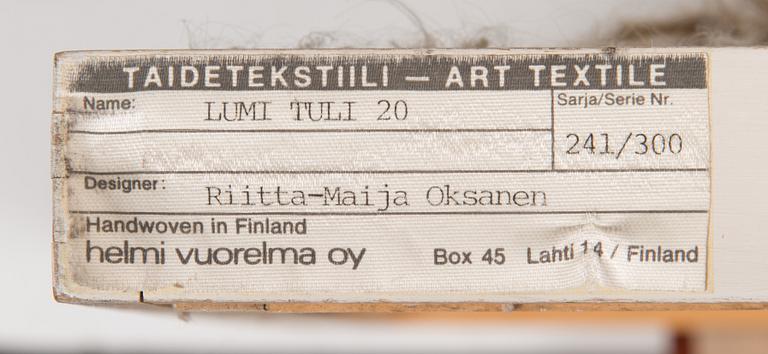 TAIDETEKSTIILI — ART TEXTILE
Name: LUMI TULI 20
Sarja/Serie Nr.
241/300
Designer: Riitta-Maija Oksanen
Handwoven in Finland
helmi vuorelma oy Box 45 Lahti 14 / Finland